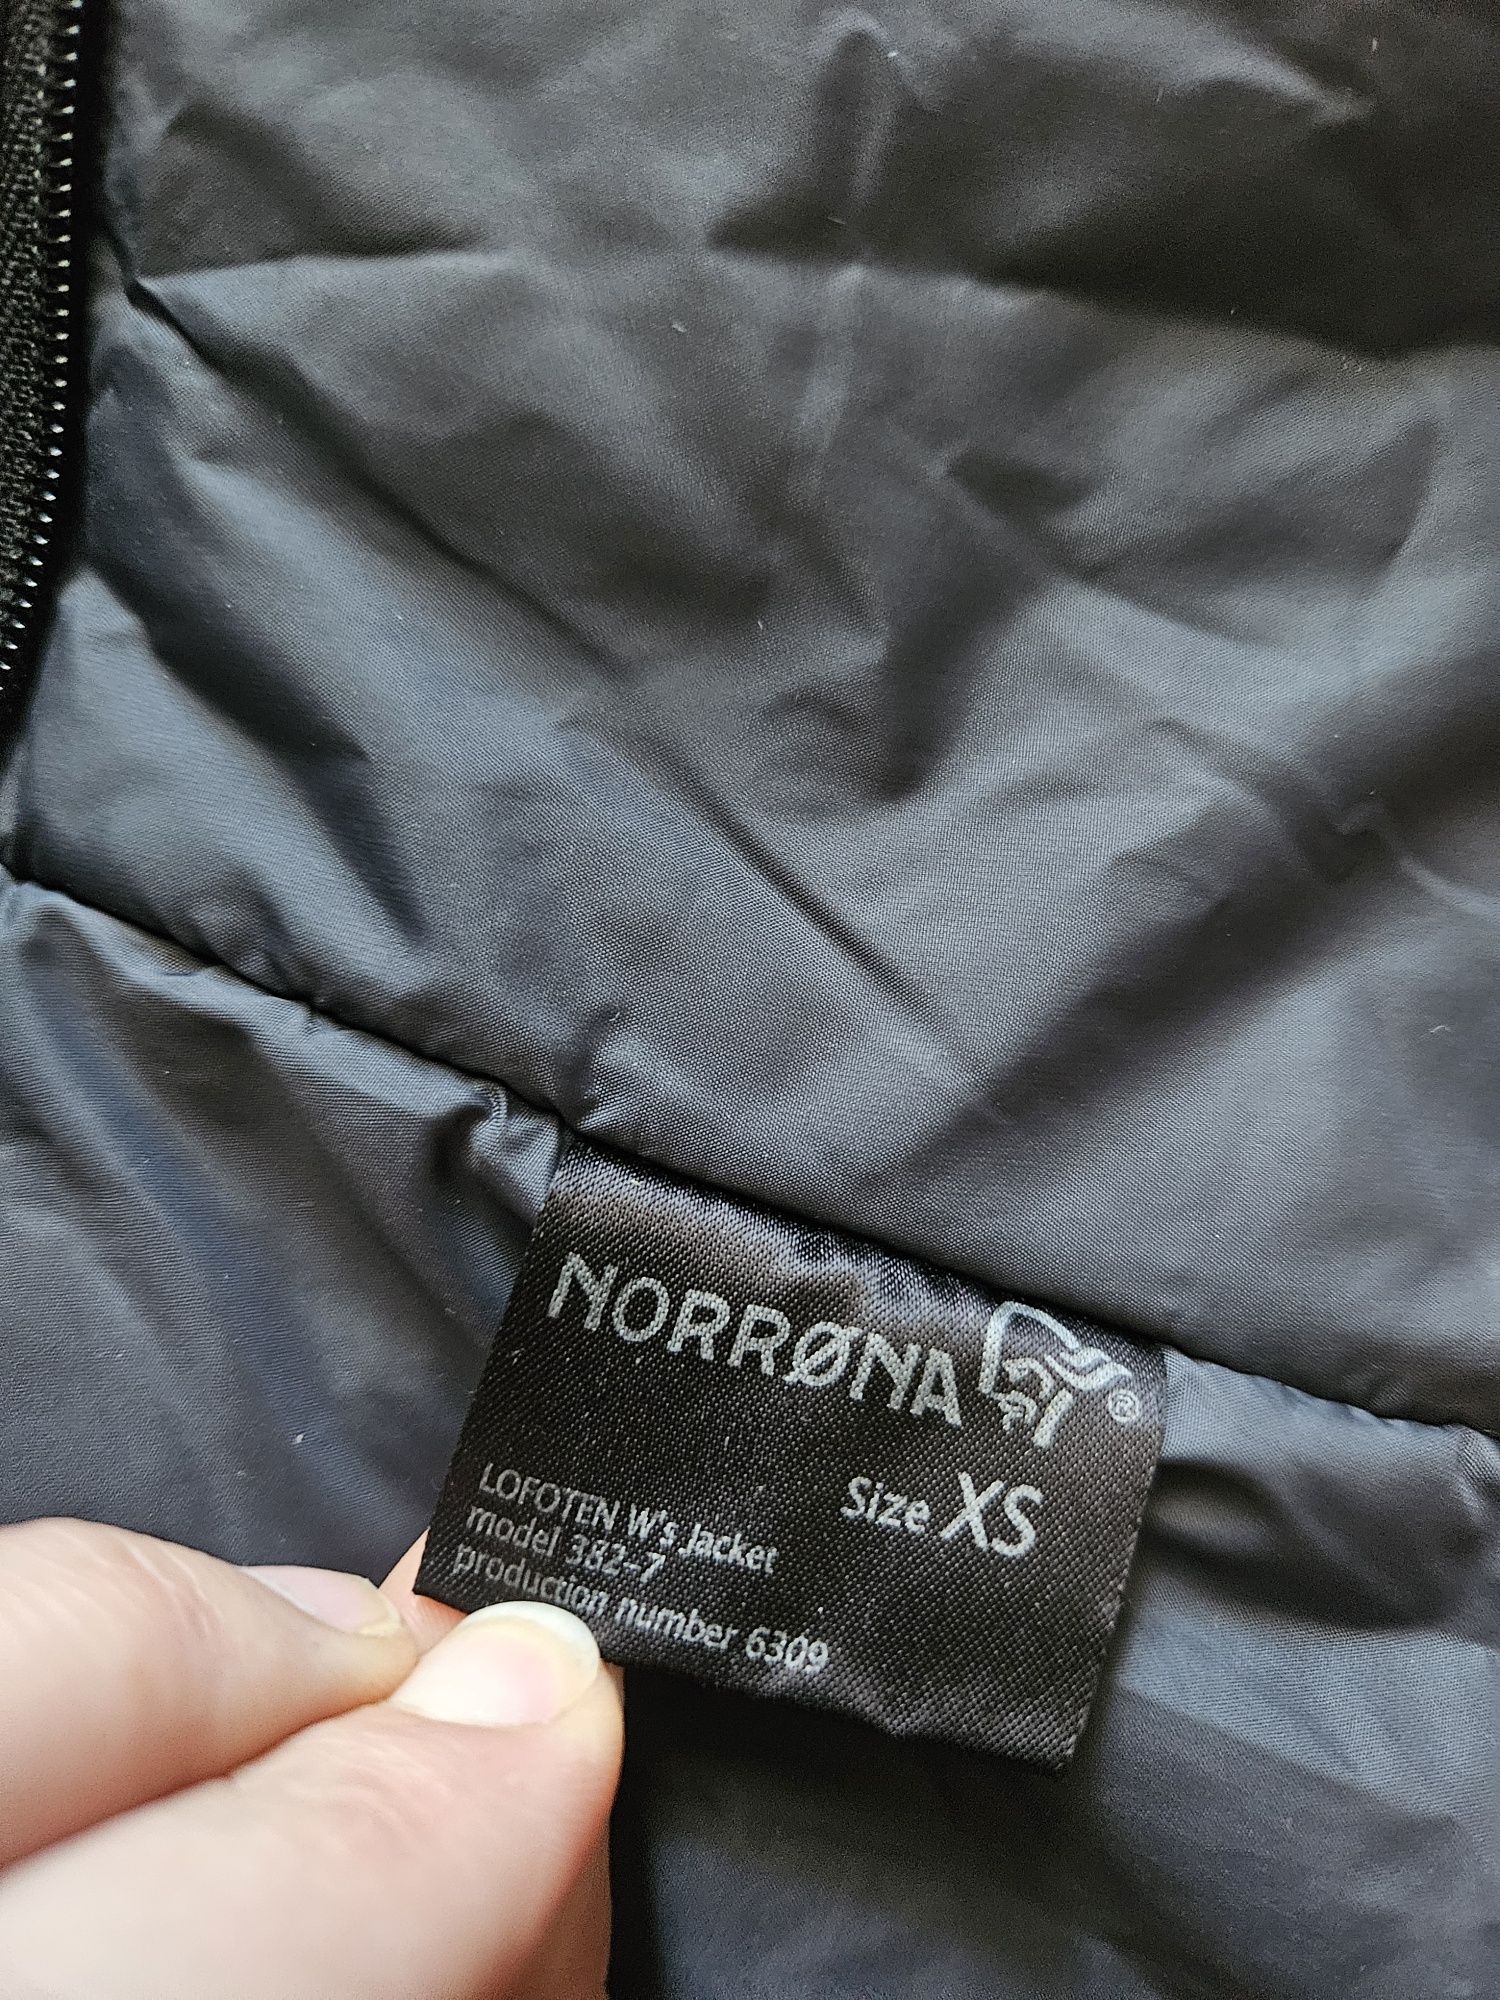 NORRØNA ®
Size XS
LOFOTEN W's Jacket
model 382-7
production number 6309